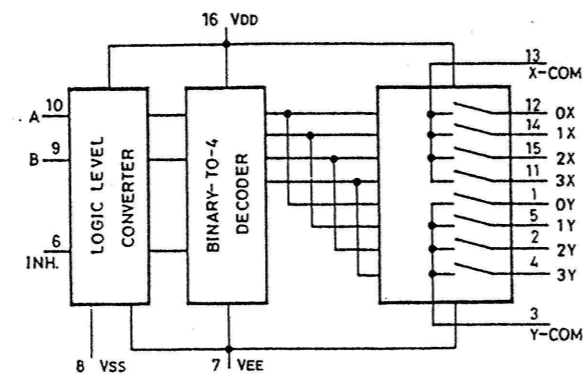 16 VDD
13
X-COM
A 10
B 9
6
INH.
LOGIC LEVEL
CONVERTER
BINARY-TO-4
DECODER
12 0X
14 1X
15 2X
11 3X
1 0Y
5 1Y
2 2Y
4 3Y
3
Y-COM
8 VSS
7 VEE